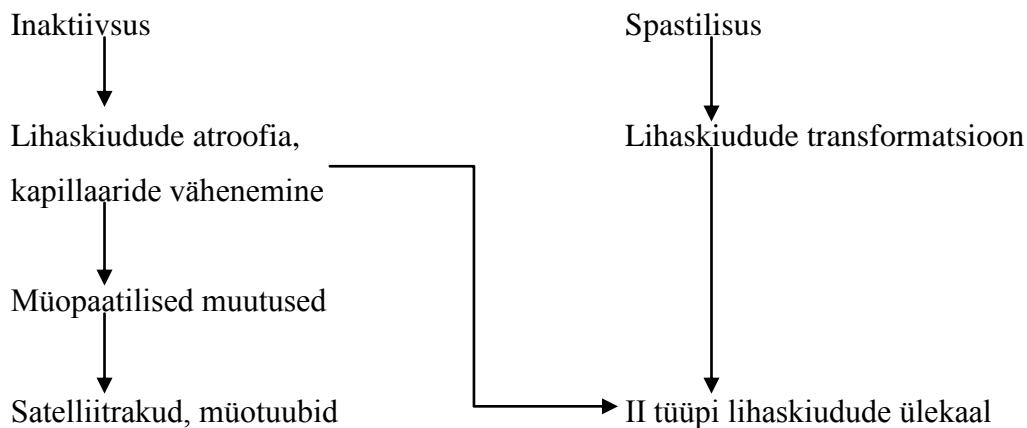 Inaktiivsus
Spastilisus
Lihaskiudude atroofia,
kapillaaride vähenemine
Lihaskiudude transformatsioon
Müopaatilised muutused
Satelliitrakud, müotuubid
II tüüpi lihaskiudude ülekaal